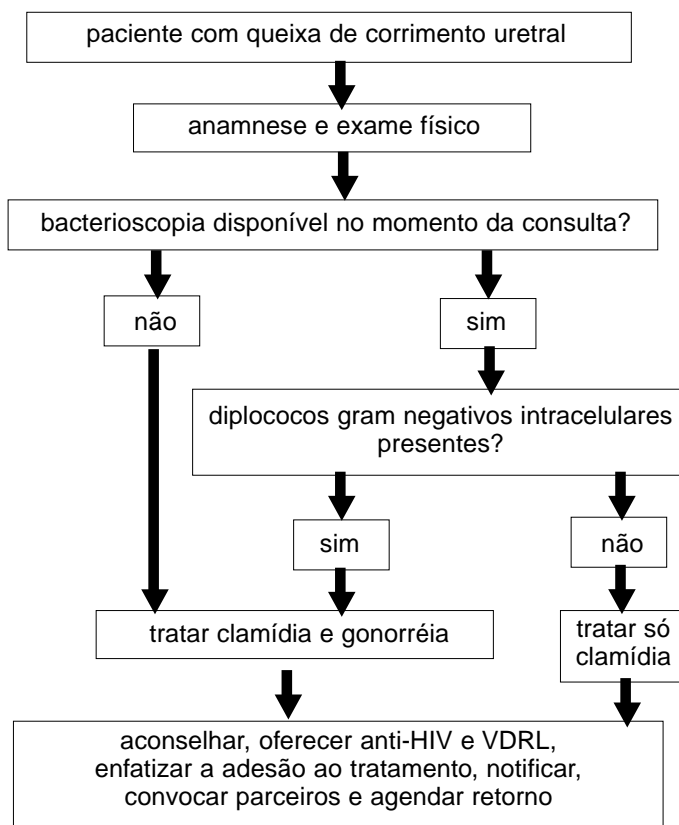 paciente com queixa de corrimento uretral
anamnese e exame físico
bacterioscopia disponível no momento da consulta?
não
sim
diplococos gram negativos intracelulares
presentes?
sim
não
tratar clamídia e gonorréia
tratar só
clamídia
aconselhar, oferecer anti-HIV e VDRL,
enfatizar a adesão ao tratamento, notificar,
convocar parceiros e agendar retorno